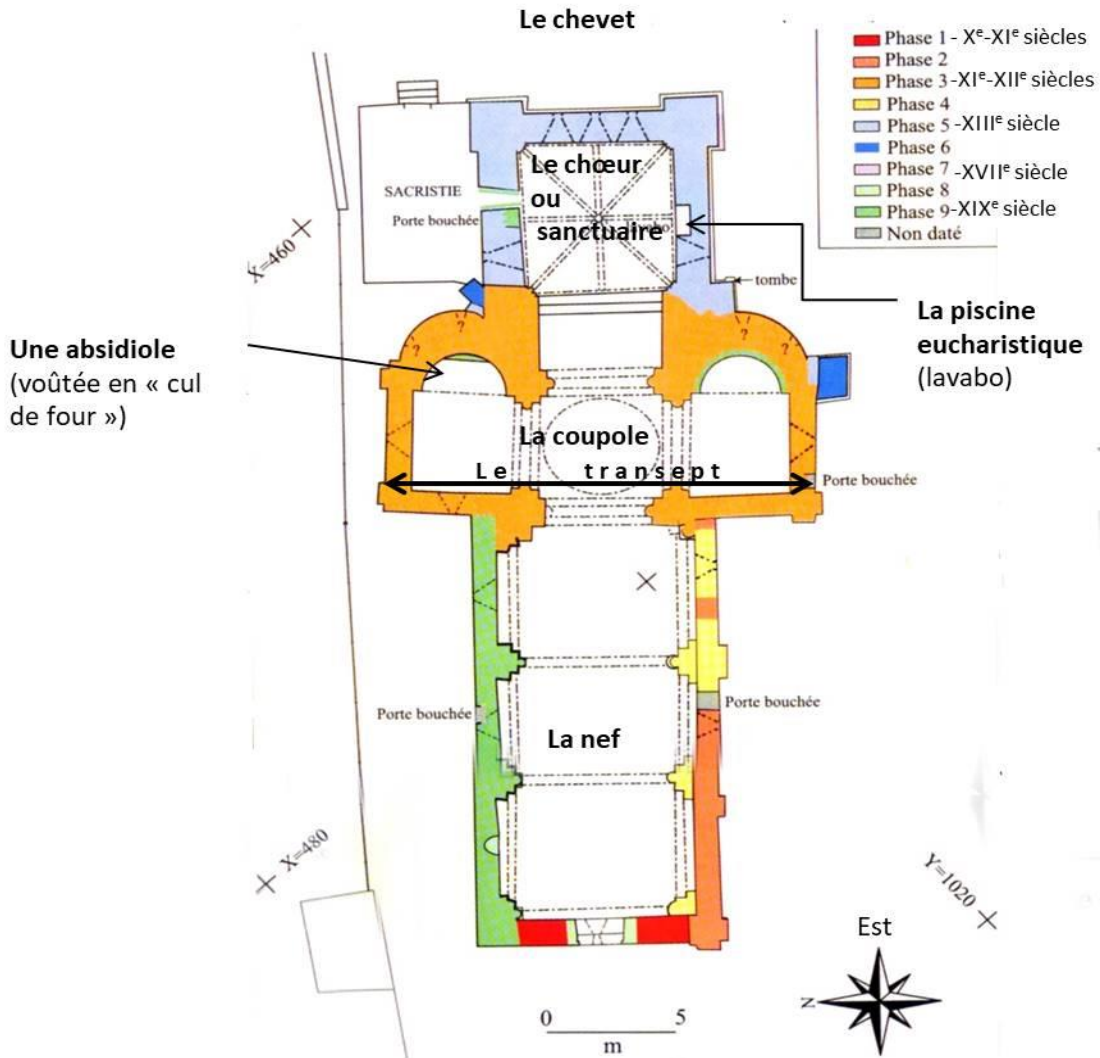 Le chevet
Phase 1 - Xe-XIe siècles
Phase 2
Phase 3 -XIe-XIIe siècles
Phase 4
Phase 5 -XIIIe siècle
Phase 6
Phase 7 -XVIIe siècle
Phase 8
Phase 9 -XIXe siècle
Non daté
Le chœur
ou
sanctuaire
SACRISTIE
Porte bouchée
X=460
tombe
La piscine
eucharistique
(lavabo)
Une absidiole
(voûtée en « cul
de four »)
?
?
?
?
La coupole
Le transept
Porte bouchée
Porte bouchée
Porte bouchée
La nef
X=480
Y=1020
Est
N
0 5
m